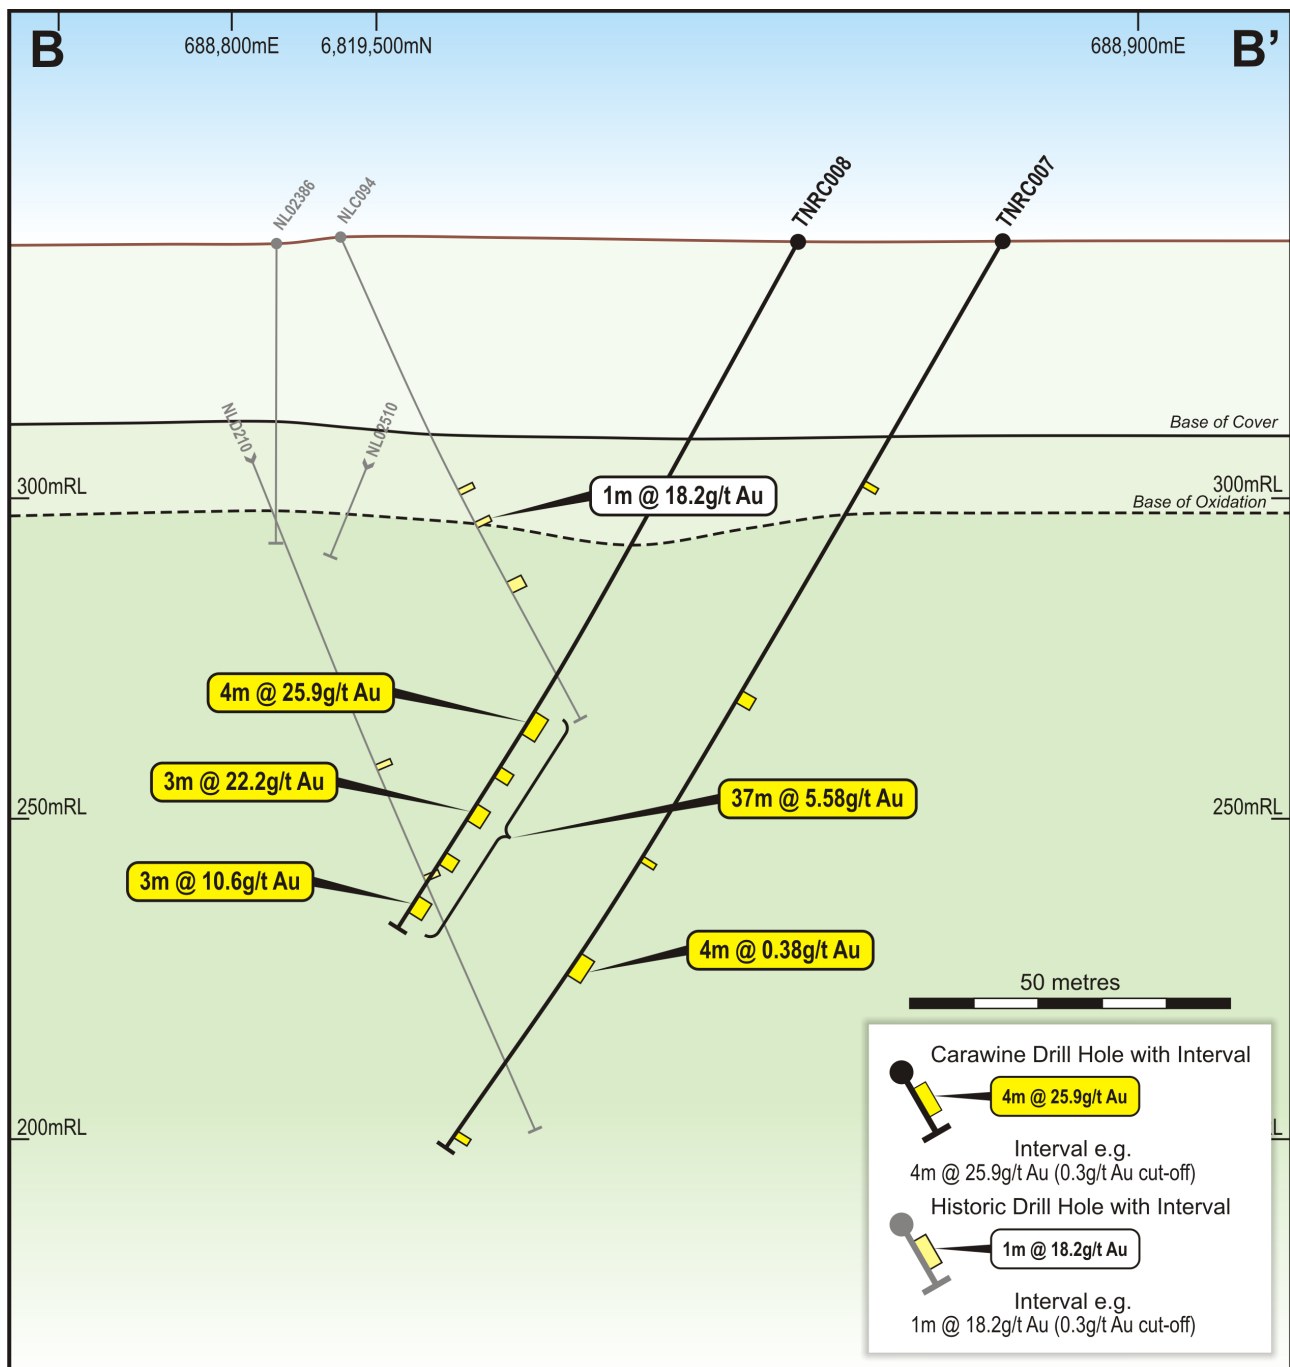 B
688,800mE
6,819,500mN
688,900mE
B’
NL02386
NLC094
TNRC008
TNRC007
NLD210
NL02510
Base of Cover
300mRL
300mRL
Base of Oxidation
1m @ 18.2g/t Au
4m @ 25.9g/t Au
3m @ 22.2g/t Au
37m @ 5.58g/t Au
250mRL
250mRL
3m @ 10.6g/t Au
4m @ 0.38g/t Au
50 metres
200mRL
L
Carawine Drill Hole with Interval
4m @ 25.9g/t Au
Interval e.g.
4m @ 25.9g/t Au (0.3g/t Au cut-off)
Historic Drill Hole with Interval
1m @ 18.2g/t Au
Interval e.g.
1m @ 18.2g/t Au (0.3g/t Au cut-off)